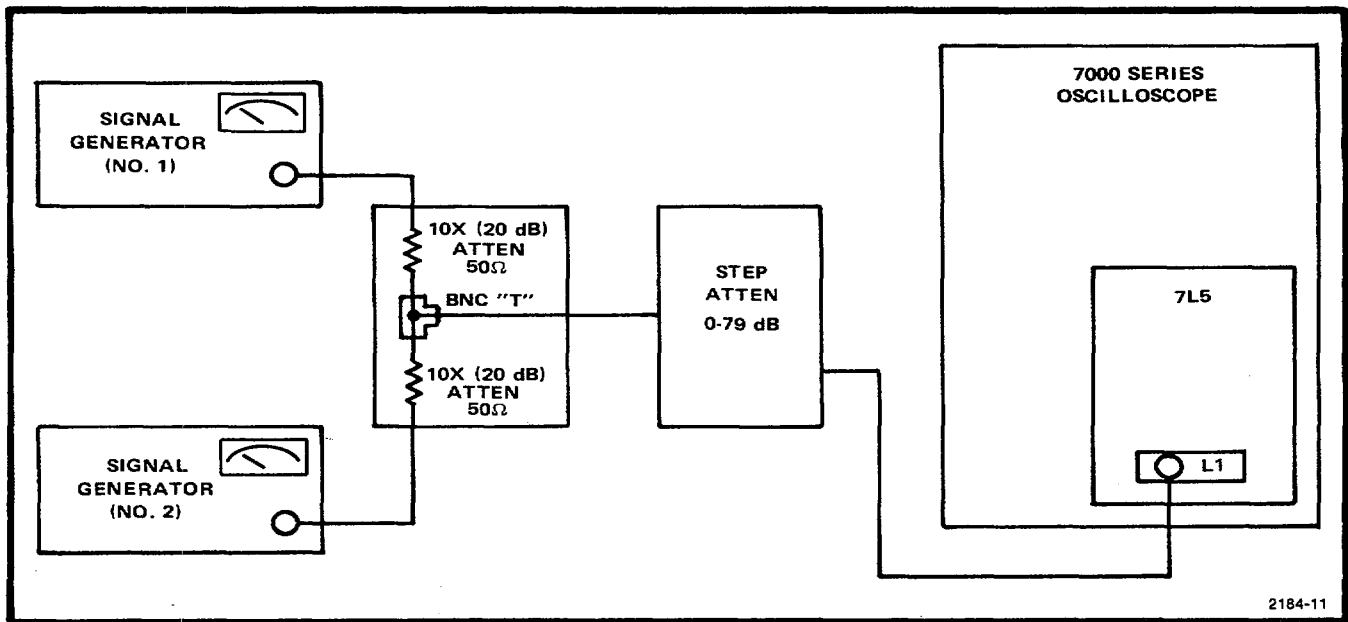 SIGNAL
GENERATOR
(NO. 1)
10X (20 dB)
ATTEN
50Ω
BNC "T"
10X (20 dB)
ATTEN
50Ω
SIGNAL
GENERATOR
(NO. 2)
STEP
ATTEN
0-79 dB
7000 SERIES
OSCILLOSCOPE
7L5
L1
2184-11